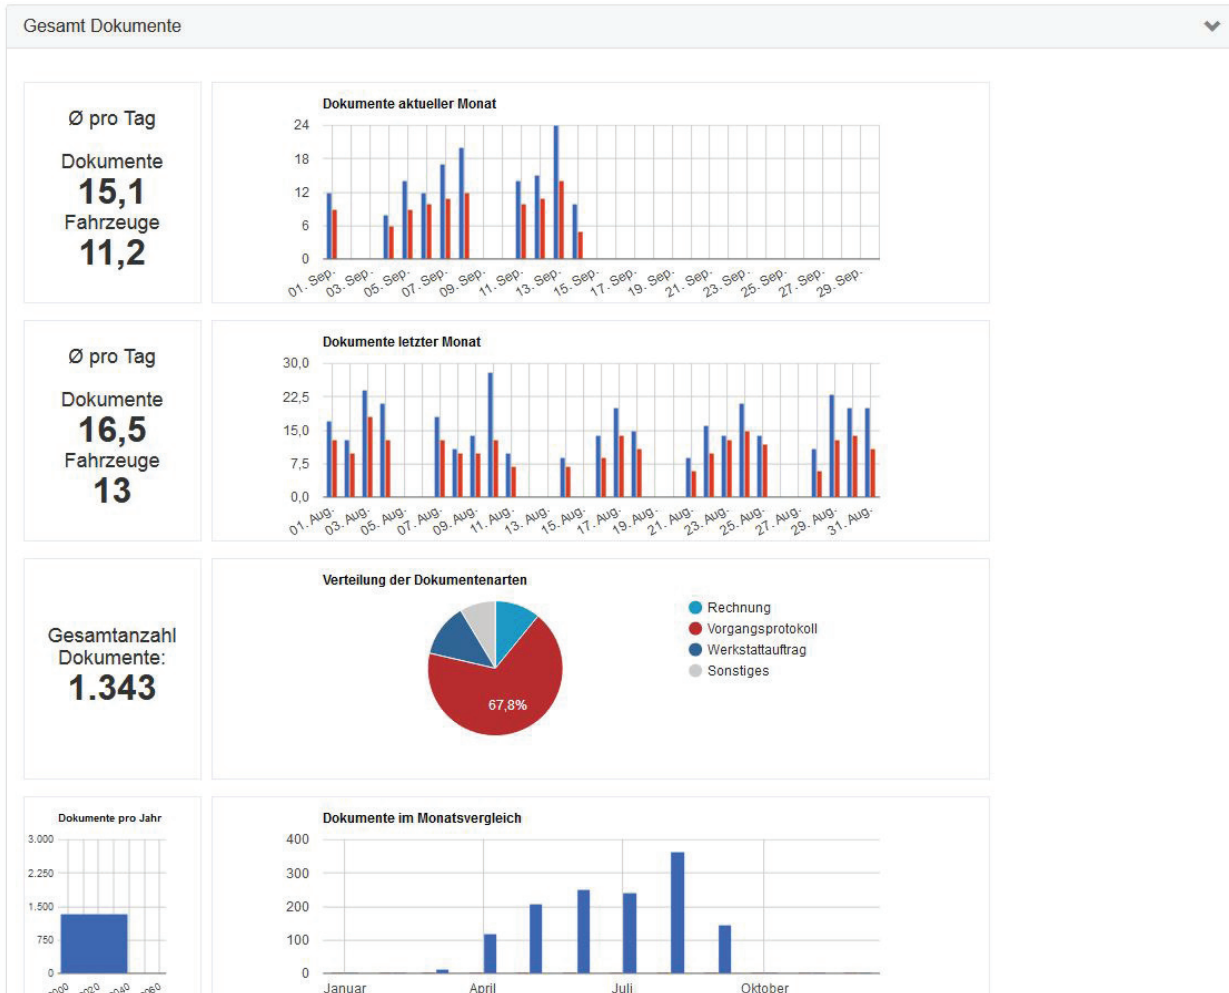 Gesamt Dokumente
Ø pro Tag
Dokumente
15,1
Fahrzeuge
11,2
Dokumente aktueller Monat
24
18
12
6
0
01. Sep. 03. Sep. 05. Sep. 07. Sep. 09. Sep. 11. Sep. 13. Sep. 15. Sep. 17. Sep. 19. Sep. 21. Sep. 23. Sep. 25. Sep. 27. Sep. 29. Sep.
Ø pro Tag
Dokumente
16,5
Fahrzeuge
13
Dokumente letzter Monat
30,0
22,5
15,0
7,5
0,0
01. Aug. 03. Aug. 05. Aug. 07. Aug. 09. Aug. 11. Aug. 13. Aug. 15. Aug. 17. Aug. 19. Aug. 21. Aug. 23. Aug. 25. Aug. 27. Aug. 29. Aug. 31. Aug.
Gesamtanzahl
Dokumente:
1.343
Verteilung der Dokumentenarten
67,8%
Rechnung
Vorgangsprotokoll
Werkstattauftrag
Sonstiges
Dokumente pro Jahr
3.000
2.250
1.500
750
0
2020 2040 2060
Dokumente im Monatsvergleich
400
300
200
100
0
Januar April Juli Oktober